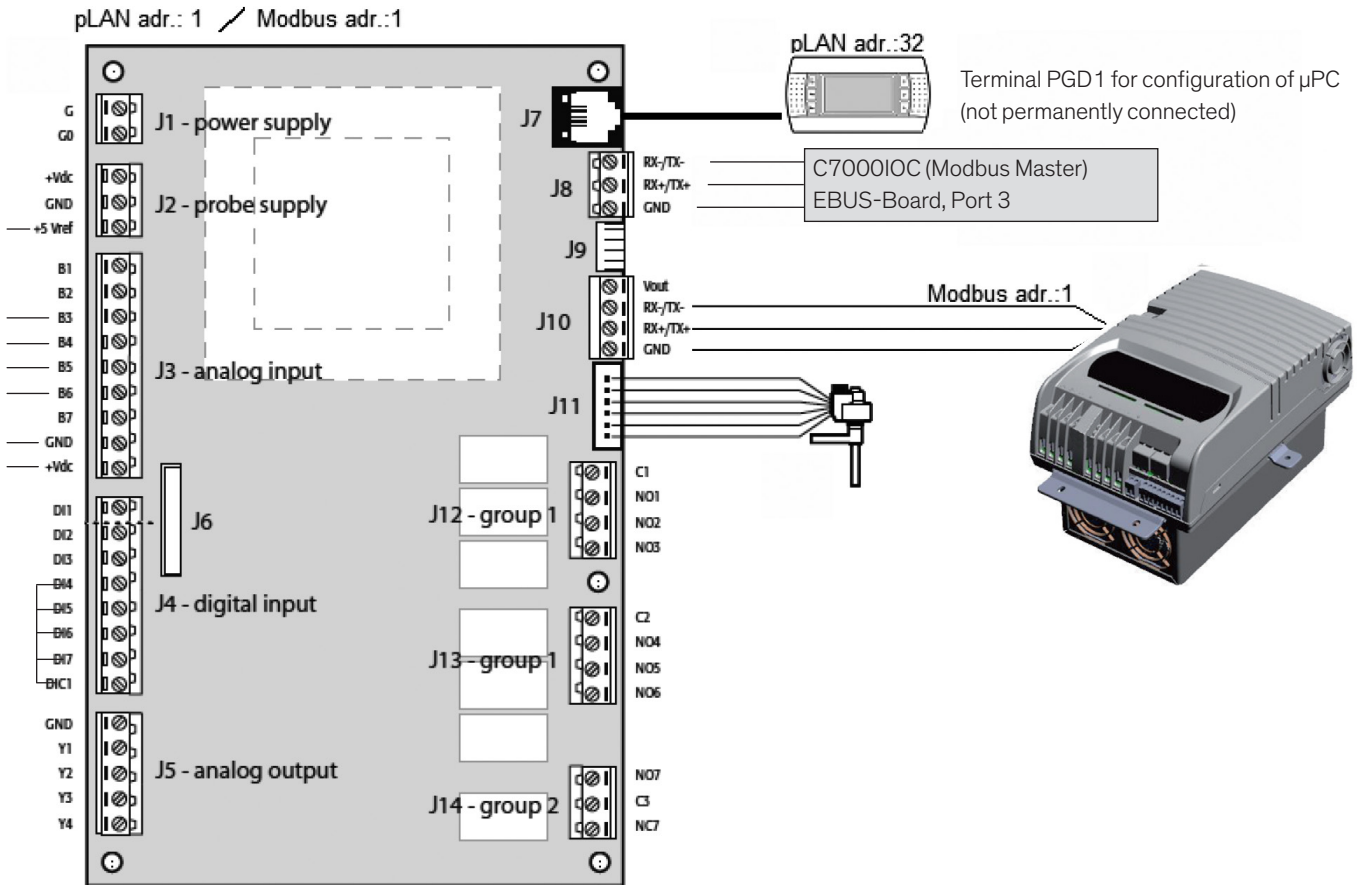 pLAN adr.: 1 / Modbus adr.:1
pLAN adr.:32
Terminal PGD1 for configuration of µPC
(not permanently connected)
G
G0
J1 - power supply
+Vdc
GND
+5 Vref
J2 - probe supply
B1
B2
B3
B4
B5
B6
B7
GND
+Vdc
J3 - analog input
DI1
DI2
DI3
DI4
DI5
DI6
DI7
DIC1
J6
J4 - digital input
GND
Y1
Y2
Y3
Y4
J5 - analog output
J7
J8
RX-/TX-
RX+/TX+
GND
C7000IOC (Modbus Master)
EBUS-Board, Port 3
J9
J10
Vout
RX-/TX-
RX+/TX+
GND
Modbus adr.:1
J11
J12 - group 1
C1
NO1
NO2
NO3
J13 - group 1
C2
NO4
NO5
NO6
J14 - group 2
NO7
C3
NC7